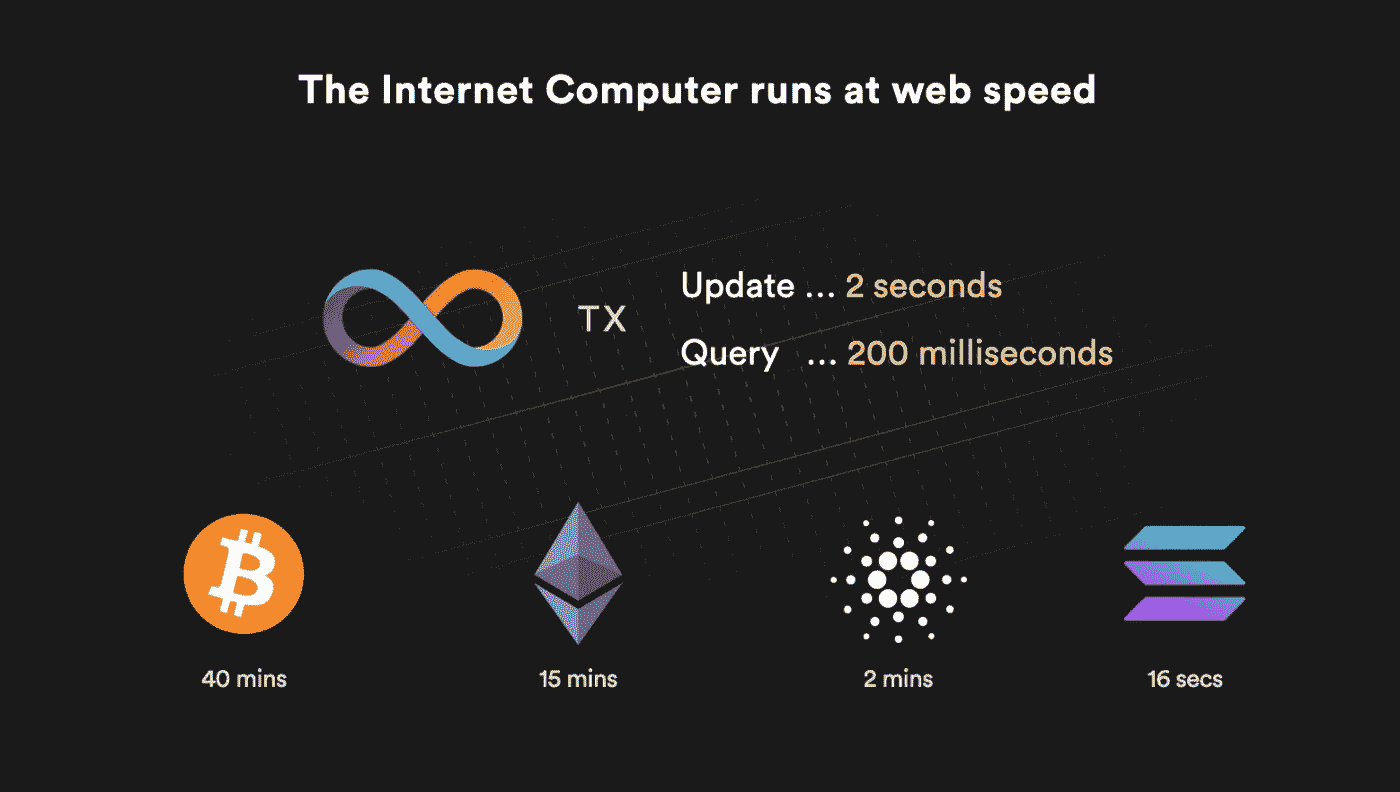 The Internet Computer runs at web speed
TX
Update ... 2 seconds
Query ... 200 milliseconds
40 mins
15 mins
2 mins
16 secs